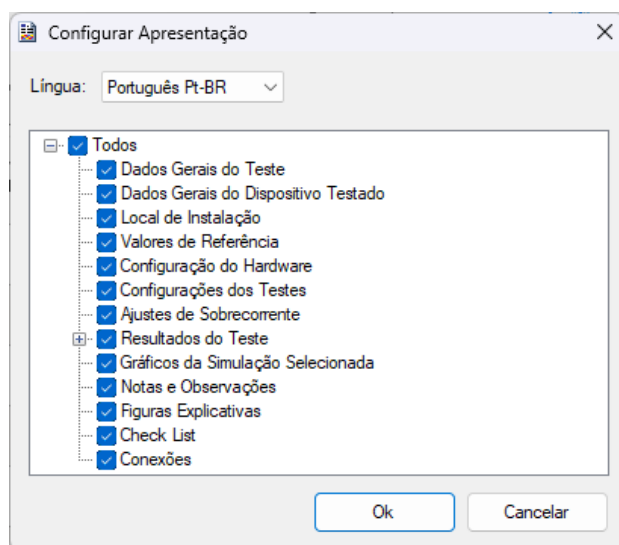 Configurar Apresentação
Língua: Português Pt-BR
Todos
Dados Gerais do Teste
Dados Gerais do Dispositivo Testado
Local de Instalação
Valores de Referência
Configuração do Hardware
Configurações dos Testes
Ajustes de Sobrecorrente
Resultados do Teste
Gráficos da Simulação Selecionada
Notas e Observações
Figuras Explicativas
Check List
Conexões
Ok Cancelar